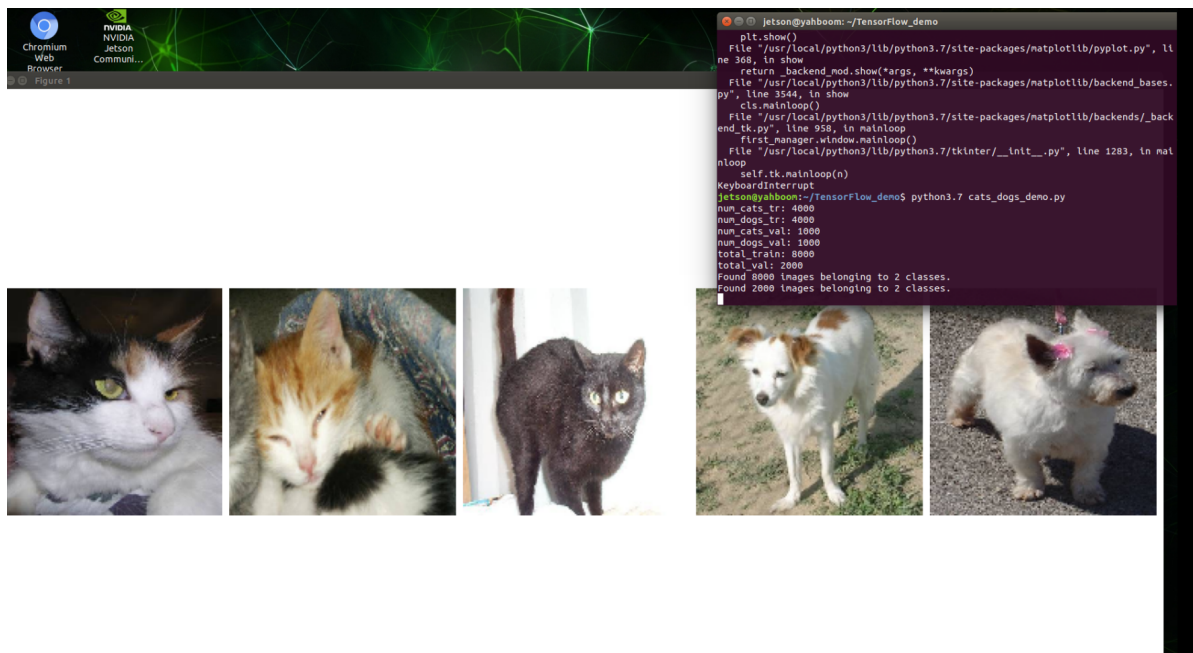 Chromium
Web
Browser
NVIDIA
NVIDIA
Jetson
Communi...
Figure 1
jetson@yahboom: ~/TensorFlow_demo
plt.show()
File "/usr/local/python3/lib/python3.7/site-packages/matplotlib/pyplot.py", li
ne 368, in show
return _backend_mod.show(*args, **kwargs)
File "/usr/local/python3/lib/python3.7/site-packages/matplotlib/backend_bases.
py", line 3544, in show
cls.mainloop()
File "/usr/local/python3/lib/python3.7/site-packages/matplotlib/backends/_back
end_tk.py", line 958, in mainloop
first_manager.window.mainloop()
File "/usr/local/python3/lib/python3.7/tkinter/__init__.py", line 1283, in mai
nloop
self.tk.mainloop(n)
KeyboardInterrupt
jetson@yahboom:~/TensorFlow_demo$ python3.7 cats_dogs_demo.py
num_cats_tr: 4000
num_dogs_tr: 4000
num_cats_val: 1000
num_dogs_val: 1000
total_train: 8000
total_val: 2000
Found 8000 images belonging to 2 classes.
Found 2000 images belonging to 2 classes.